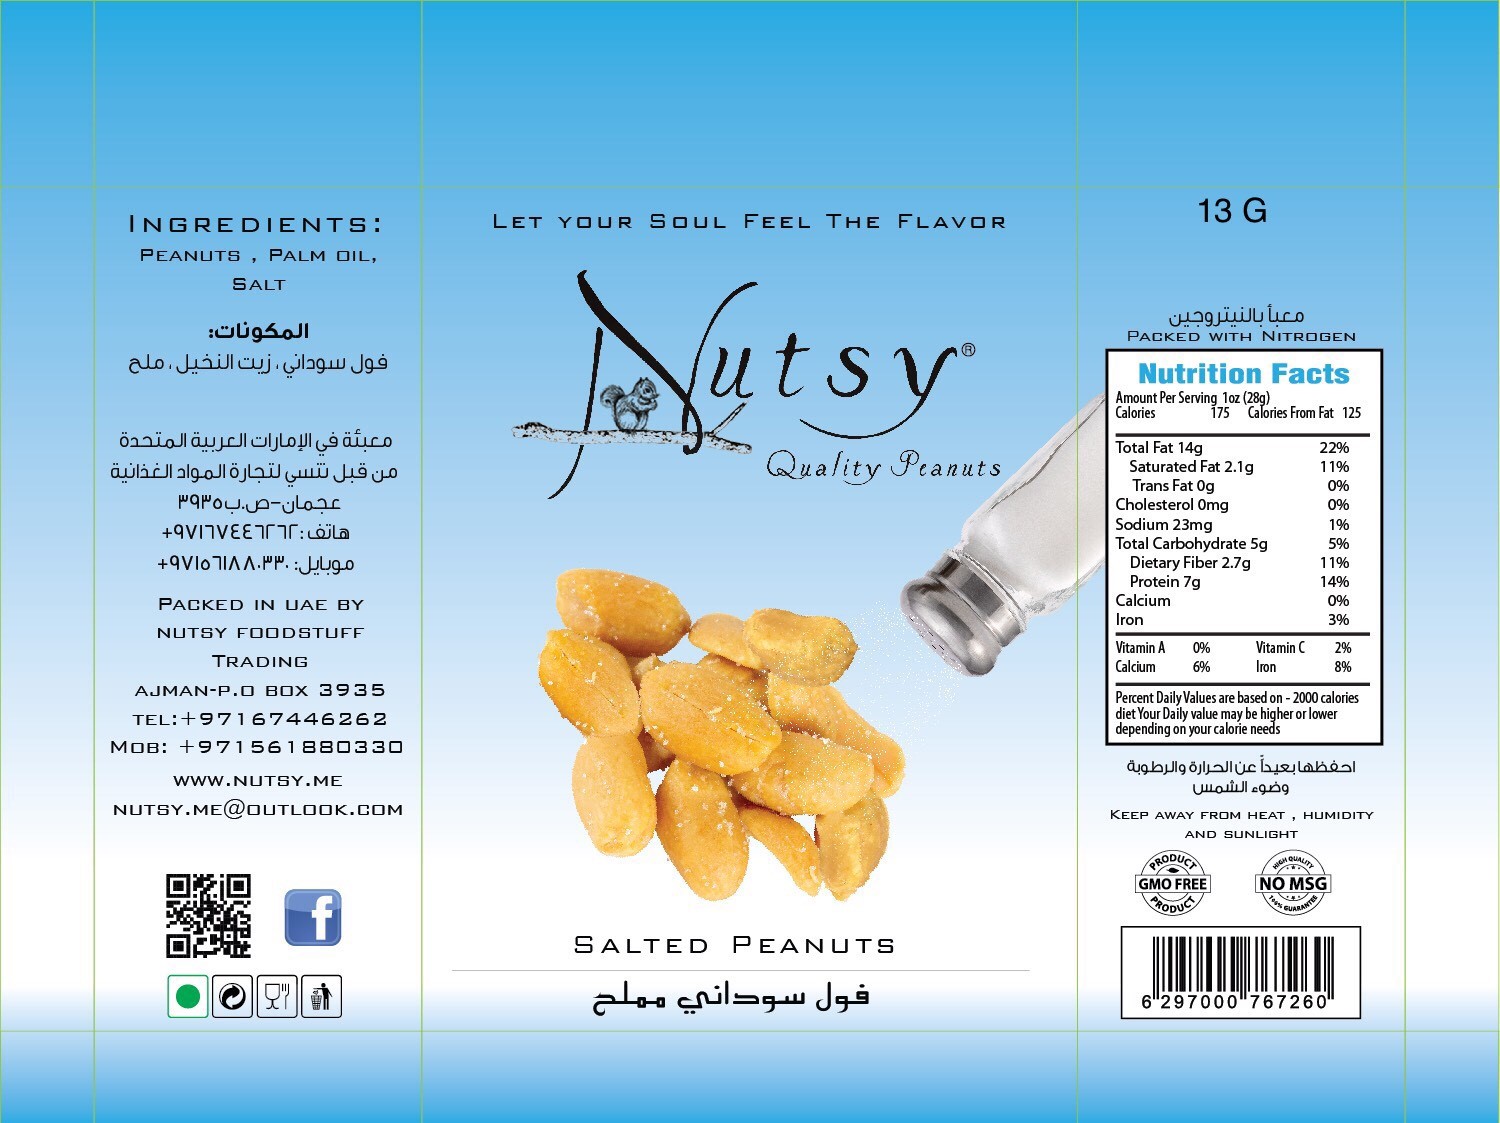 INGREDIENTS:
PEANUTS , PALM OIL,
SALT
المكونات:
فول سوداني ، زيت النخيل ، ملح
معبئة في الإمارات العربية المتحدة
من قبل نتسي لتجارة المواد الغذائية
عجمان-ص.ب٣٩٣٥
هاتف :٩٧١٦٧٤٤٦٢٦٢+
موبايل: ٩٧١٥٦١٨٨٠٣٣٠+
PACKED IN UAE BY
NUTSY FOODSTUFF
TRADING
AJMAN-P.O BOX 3935
TEL:+97167446262
MOB: +971561880330
WWW.NUTSY.ME
NUTSY.ME@OUTLOOK.COM
f
LET YOUR SOUL FEEL THE FLAVOR
Nutsy®
Quality Peanuts
SALTED PEANUTS
فول سوداني مملح
13 G
معبأ بالنيتروجين
PACKED WITH NITROGEN
Nutrition Facts
Amount Per Serving 1oz (28g)
Calories 175 Calories From Fat 125
Total Fat 14g 22%
Saturated Fat 2.1g 11%
Trans Fat 0g 0%
Cholesterol 0mg 0%
Sodium 23mg 1%
Total Carbohydrate 5g 5%
Dietary Fiber 2.7g 11%
Protein 7g 14%
Calcium 0%
Iron 3%
Vitamin A 0% Vitamin C 2%
Calcium 6% Iron 8%
Percent Daily Values are based on - 2000 calories
diet Your Daily value may be higher or lower
depending on your calorie needs
احفظها بعيداً عن الحرارة والرطوبة
وضوء الشمس
KEEP AWAY FROM HEAT , HUMIDITY
AND SUNLIGHT
PRODUCT
GMO FREE
PRODUCT
HIGH QUALITY
NO MSG
100% GUARANTEE
6 297000 767260